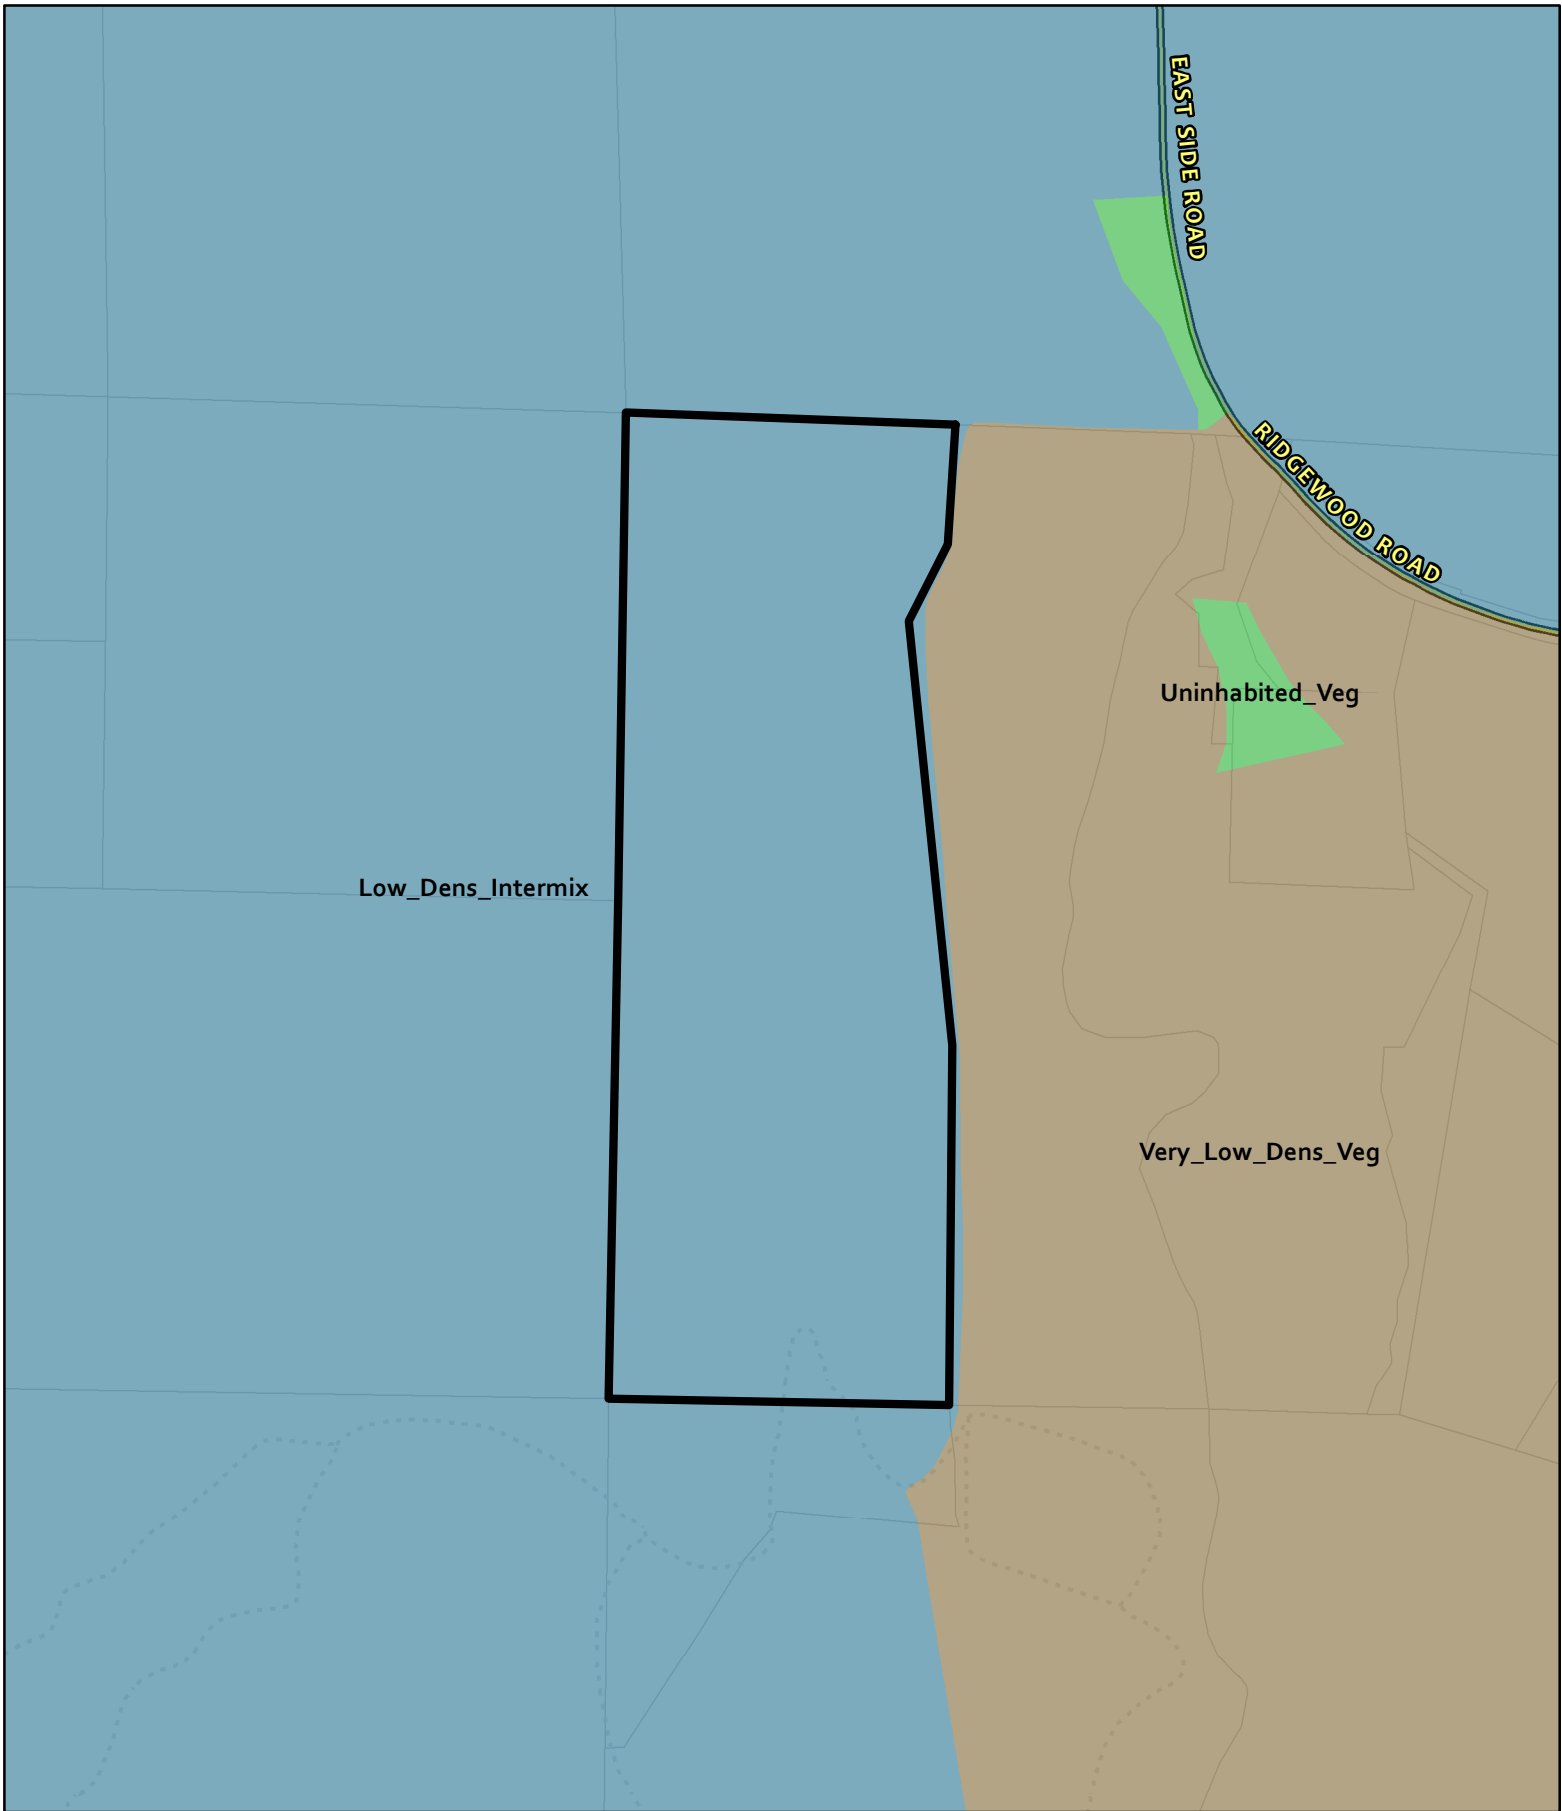 EAST SIDE ROAD
RIDGEWOOD ROAD
Uninhabited_Veg
Low_Dens_Intermix
Very_Low_Dens_Veg